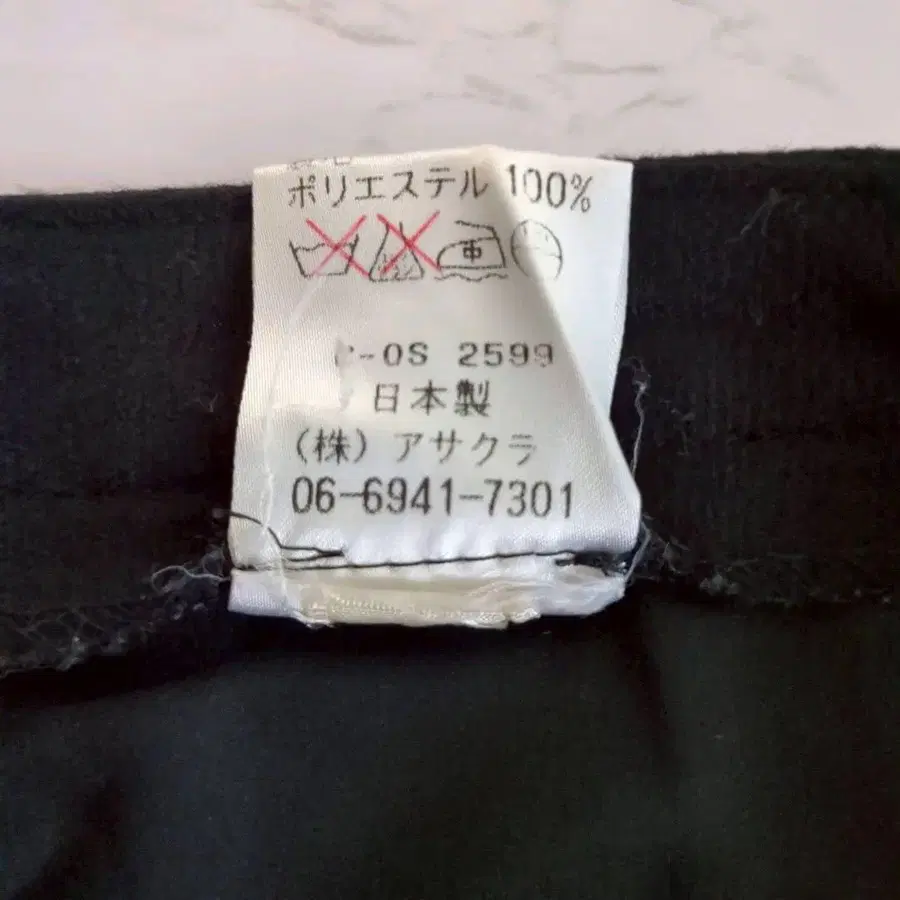 ポリエステル 100%
中
-0S 2599
日本製
(株) アサクラ
06-6941-7301